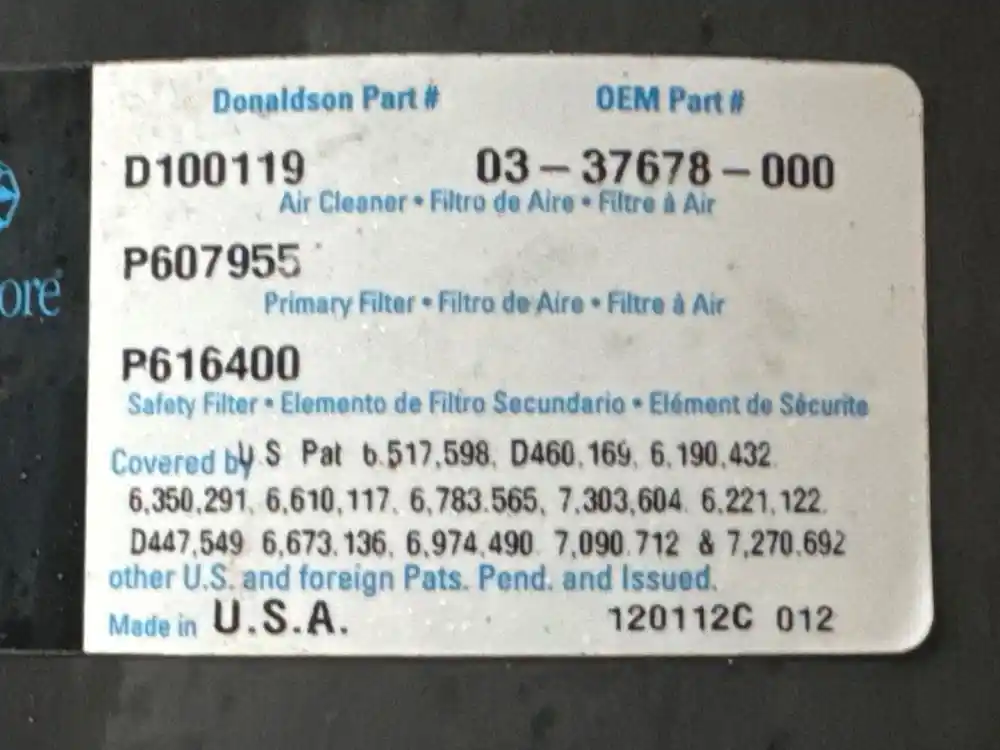 Donaldson Part # OEM Part #
D100119 03-37678-000
Air Cleaner • Filtro de Aire • Filtre à Air
P607955
Primary Filter • Filtro de Aire • Filtre à Air
ore
P616400
Safety Filter • Elemento de Filtro Secundario • Elément de Sécurite
Covered by U S Pat 6.517,598, D460,169, 6,190,432
6,350,291, 6,610,117, 6,783.565, 7,303,604 6,221,122.
D447,549 6,673.136, 6,974,490 7,090.712 & 7,270.692
other U.S. and foreign Pats. Pend. and Issued.
Made in U.S.A. 120112C 012